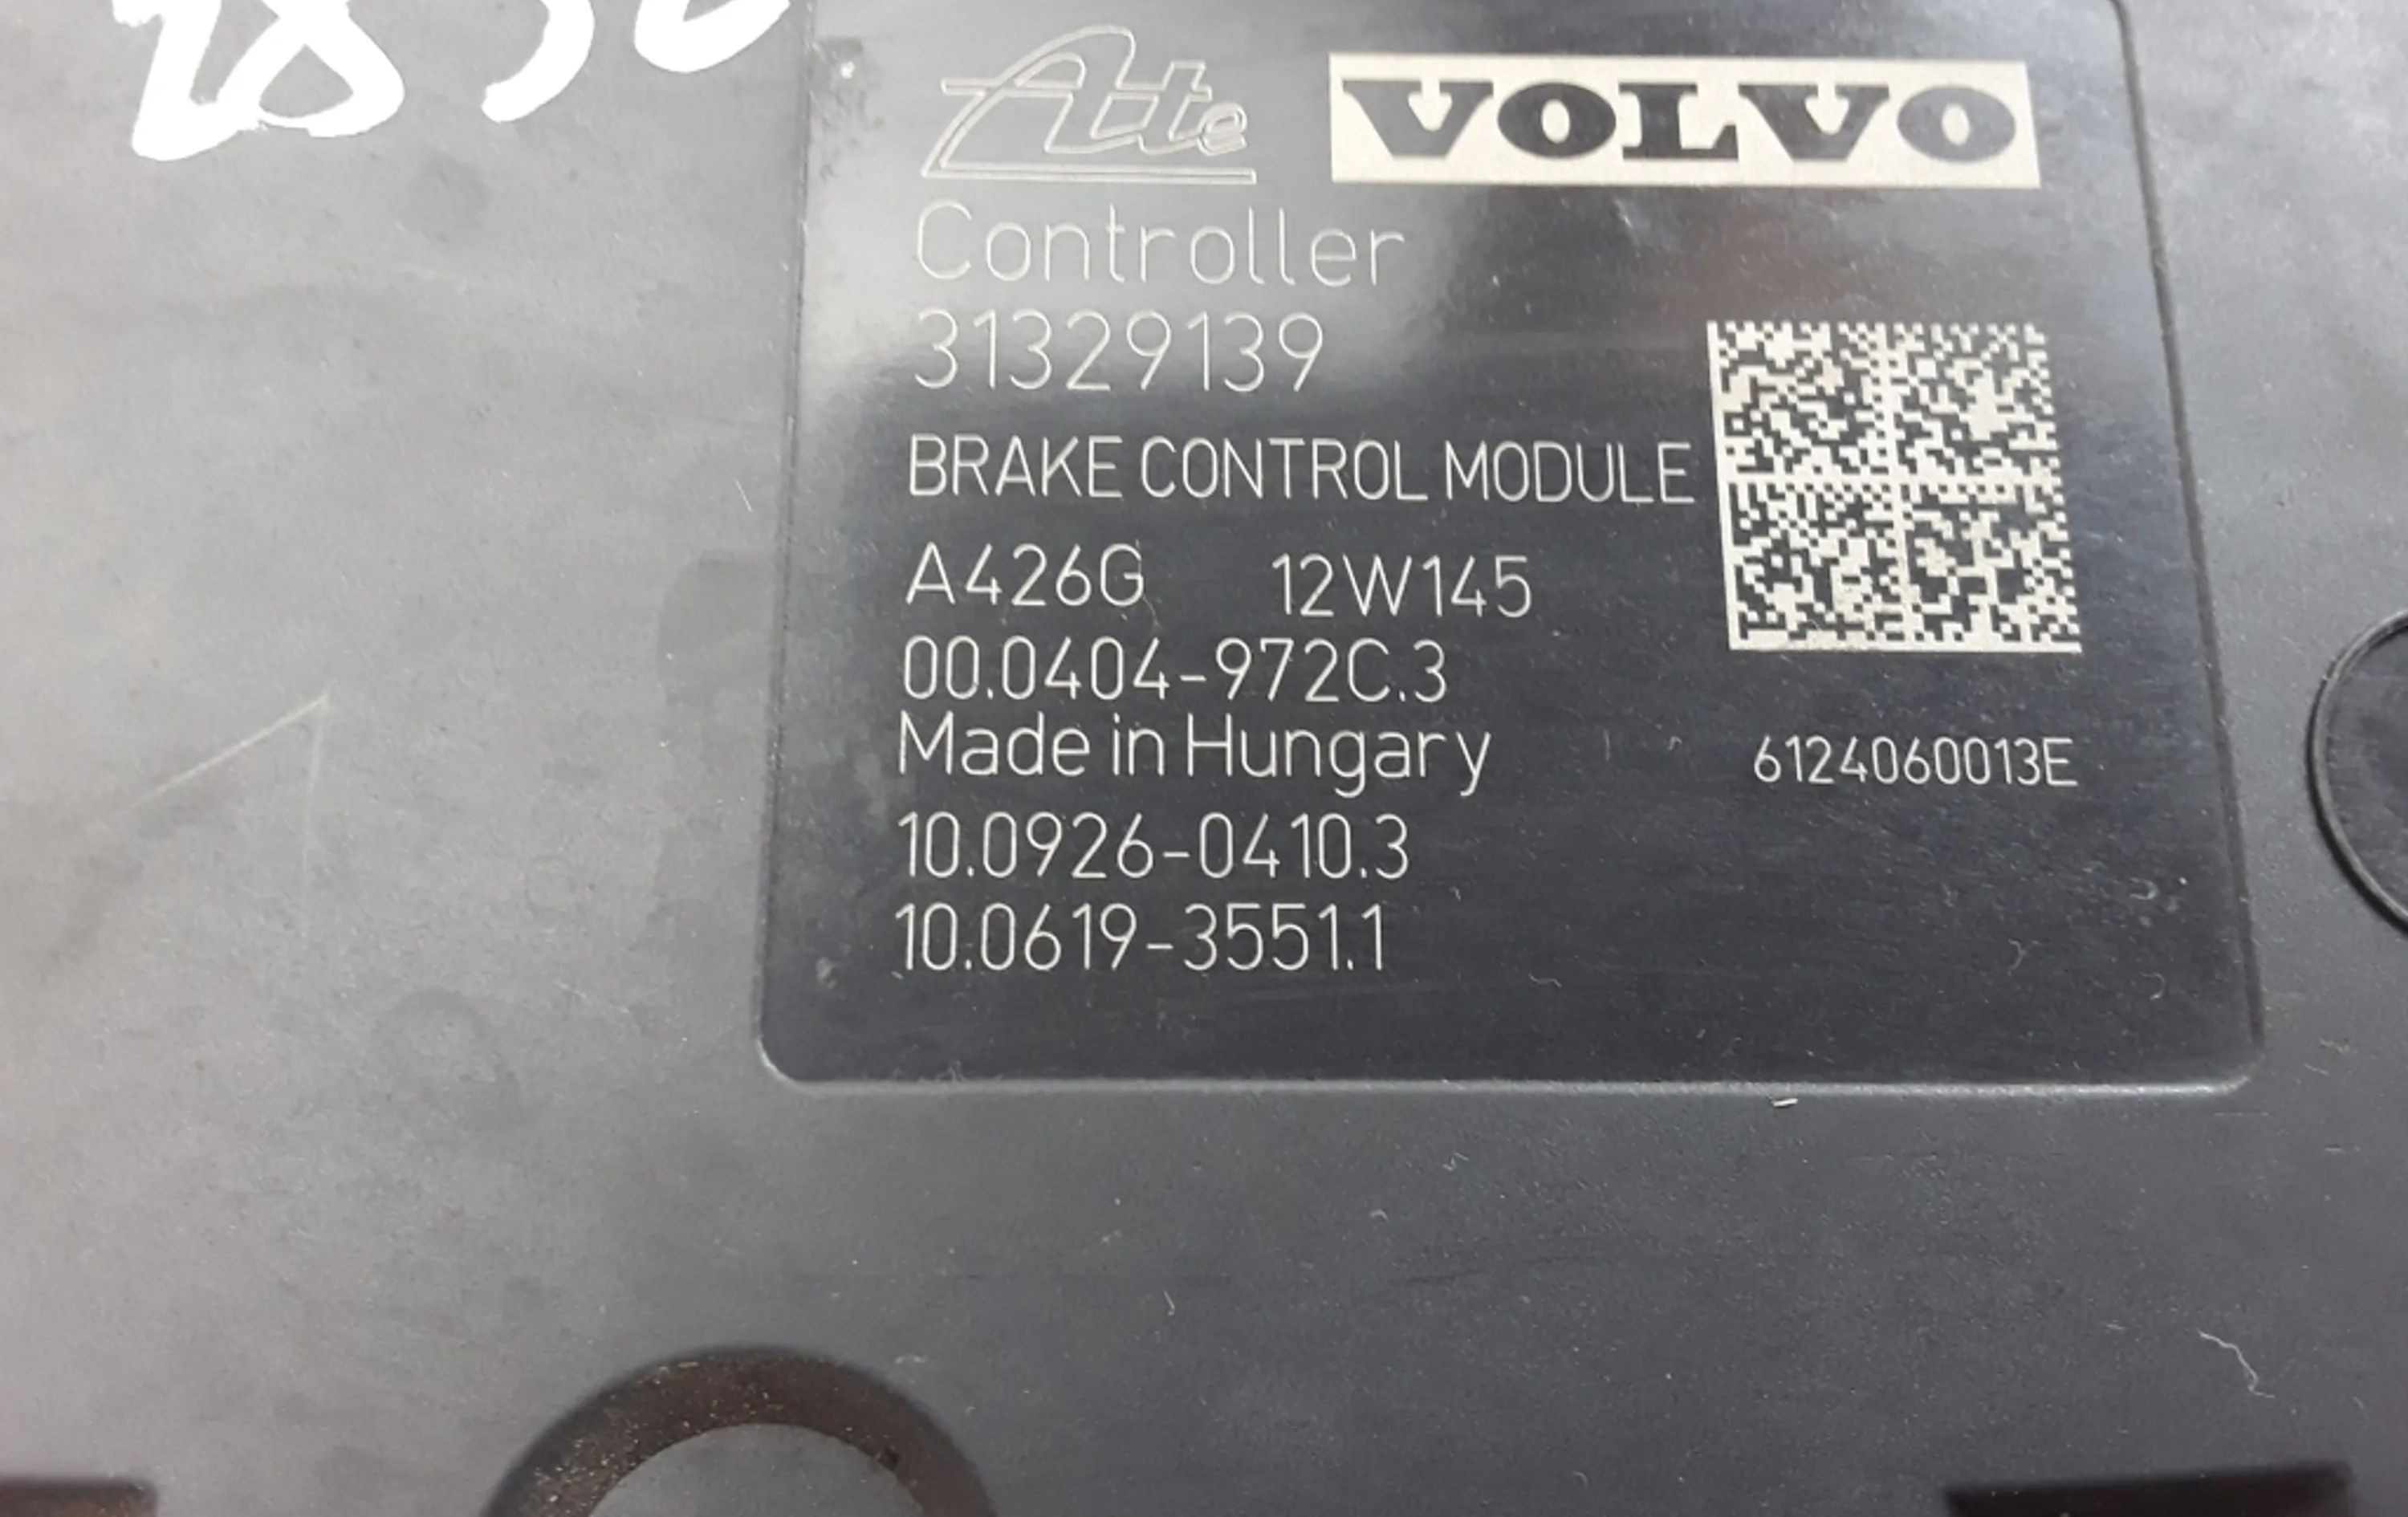 Ate VOLVO
Controller
31329139
BRAKE CONTROL MODULE
A426G 12W145
00.0404-972C.3
Made in Hungary
6124060013E
10.0926-0410.3
10.0619-3551.1